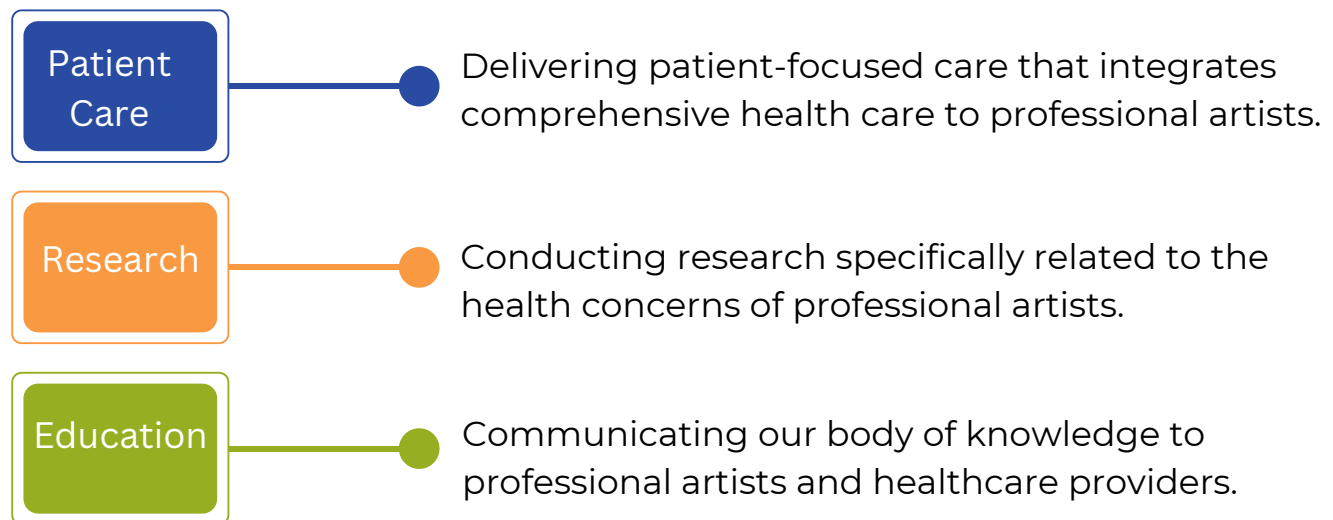 Patient
Care
Delivering patient-focused care that integrates
comprehensive health care to professional artists.
Research
Conducting research specifically related to the
health concerns of professional artists.
Education
Communicating our body of knowledge to
professional artists and healthcare providers.